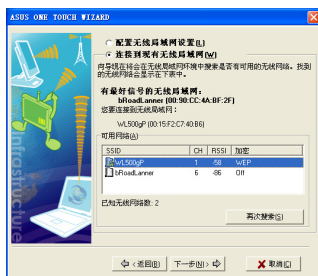 ASUS ONE TOUCH WIZARD
配置无线局域网设置(L)
连接到现有无线局域网(W)
向导现在将会在无线局域网环境中搜索是否有可用的无线网络。找到
的无线网络会显示在下表中。
有最好信号的无线局域网：
bRoadLanner (00:90:CC:4A:BF:2F)
您要连接到无线局域网：
WL500gP (00:15:F2:C7:40:B6)
可用网络(A)
SSID CH RSSI 加密
WL500gP 1 -58 WEP
bRoadLanner 6 -86 Off
已知无线网络数: 2
再次搜索(S)
<返回(B) 下一步(N)> 取消(C)
Infrastructure